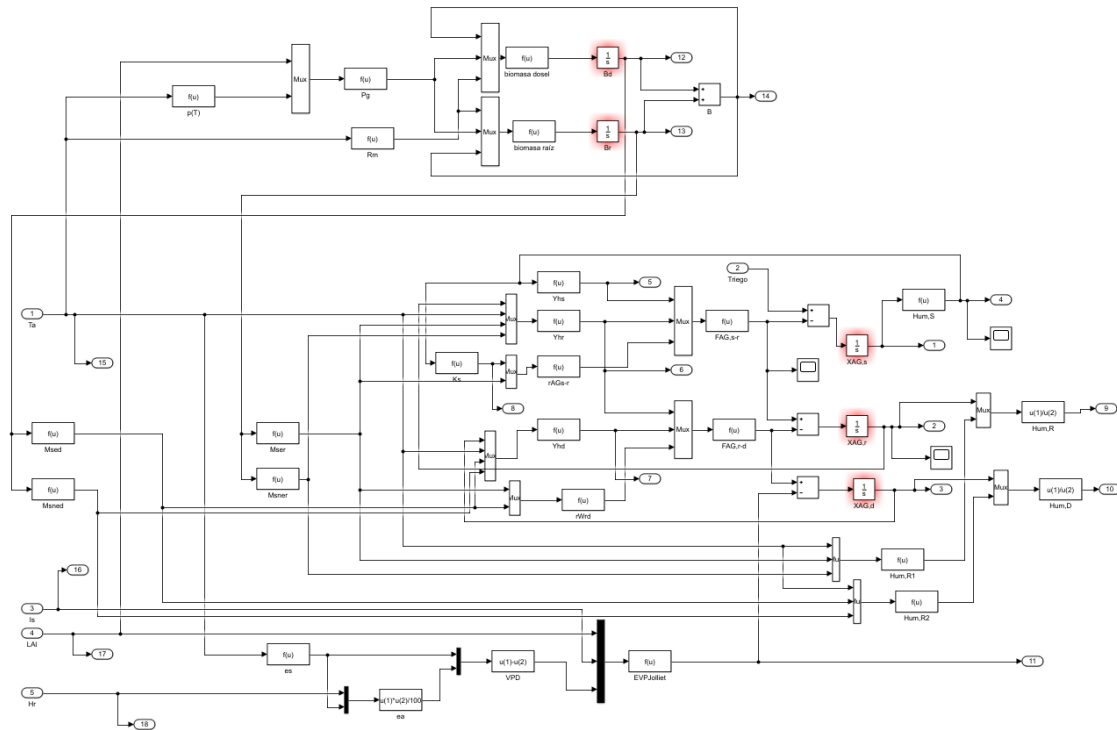 f(u)
biomasa dosel
1
s
Bd
12
Mux
f(u)
Pg
Mux
f(u)
p(T)
B
14
f(u)
Rm
Mux
f(u)
biomasa raíz
1
s
Br
13
2
Triego
f(u)
Yhs
5
f(u)
Hum,S
4
1
Ta
Mux
f(u)
Yhr
Mux
f(u)
FAG,s-r
1
s
XAG,s
1
15
f(u)
Ks
Mux
f(u)
rAGs-r
6
8
f(u)
Msed
f(u)
Mser
f(u)
Yhd
Mux
f(u)
FAG,r-d
1
s
XAG,r
2
Mux
u(1)/u(2)
Hum,R
9
f(u)
Msned
f(u)
Msner
Mux
7
Mux
f(u)
rWrd
1
s
XAG,d
3
Mux
u(1)/u(2)
Hum,D
10
f(u)
Hum,R1
16
f(u)
Hum,R2
3
Is
4
LAI
17
f(u)
es
u(1)-u(2)
VPD
f(u)
EVPJolliet
11
5
Hr
u(1)*u(2)/100
ea
18